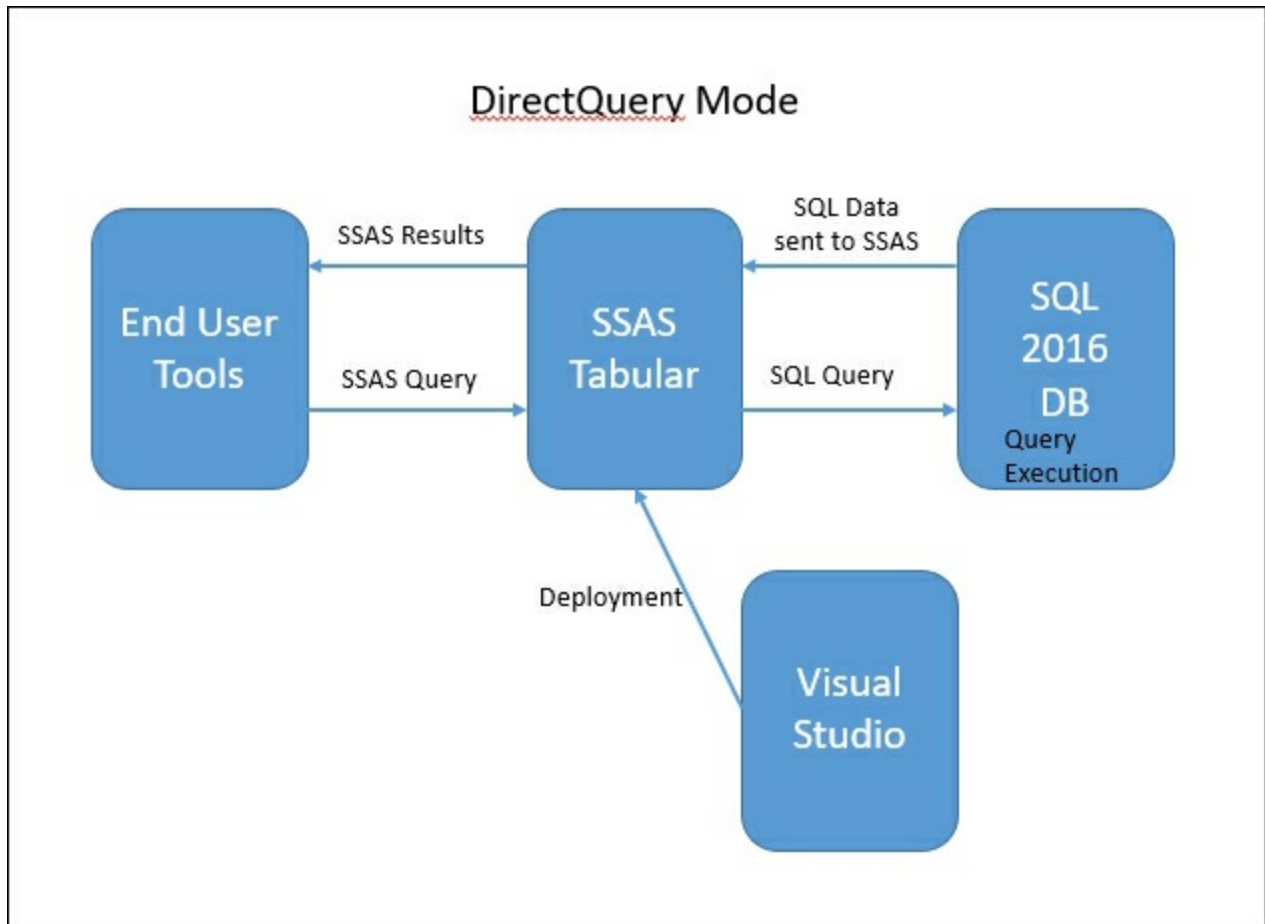 DirectQuery Mode
SSAS Results
SQL Data
sent to SSAS
End User
Tools
SSAS
Tabular
SQL
2016
DB
SSAS Query
SQL Query
Query
Execution
Deployment
Visual
Studio